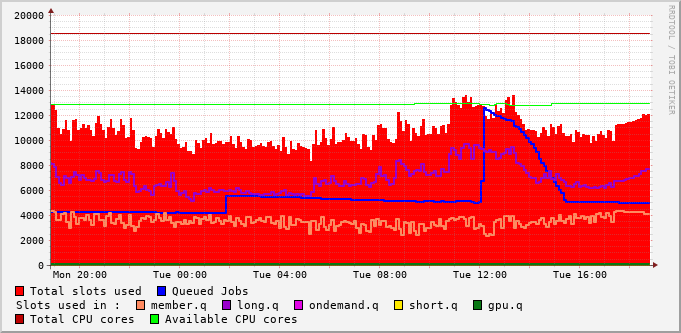 20000
18000
16000
14000
12000
10000
8000
6000
4000
2000
0
Mon 20:00 Tue 00:00 Tue 04:00 Tue 08:00 Tue 12:00 Tue 16:00
RRDTOOL / TOBI OETIKER
Total slots used Queued Jobs
Slots used in : member.q long.q ondemand.q short.q gpu.q
Total CPU cores Available CPU cores